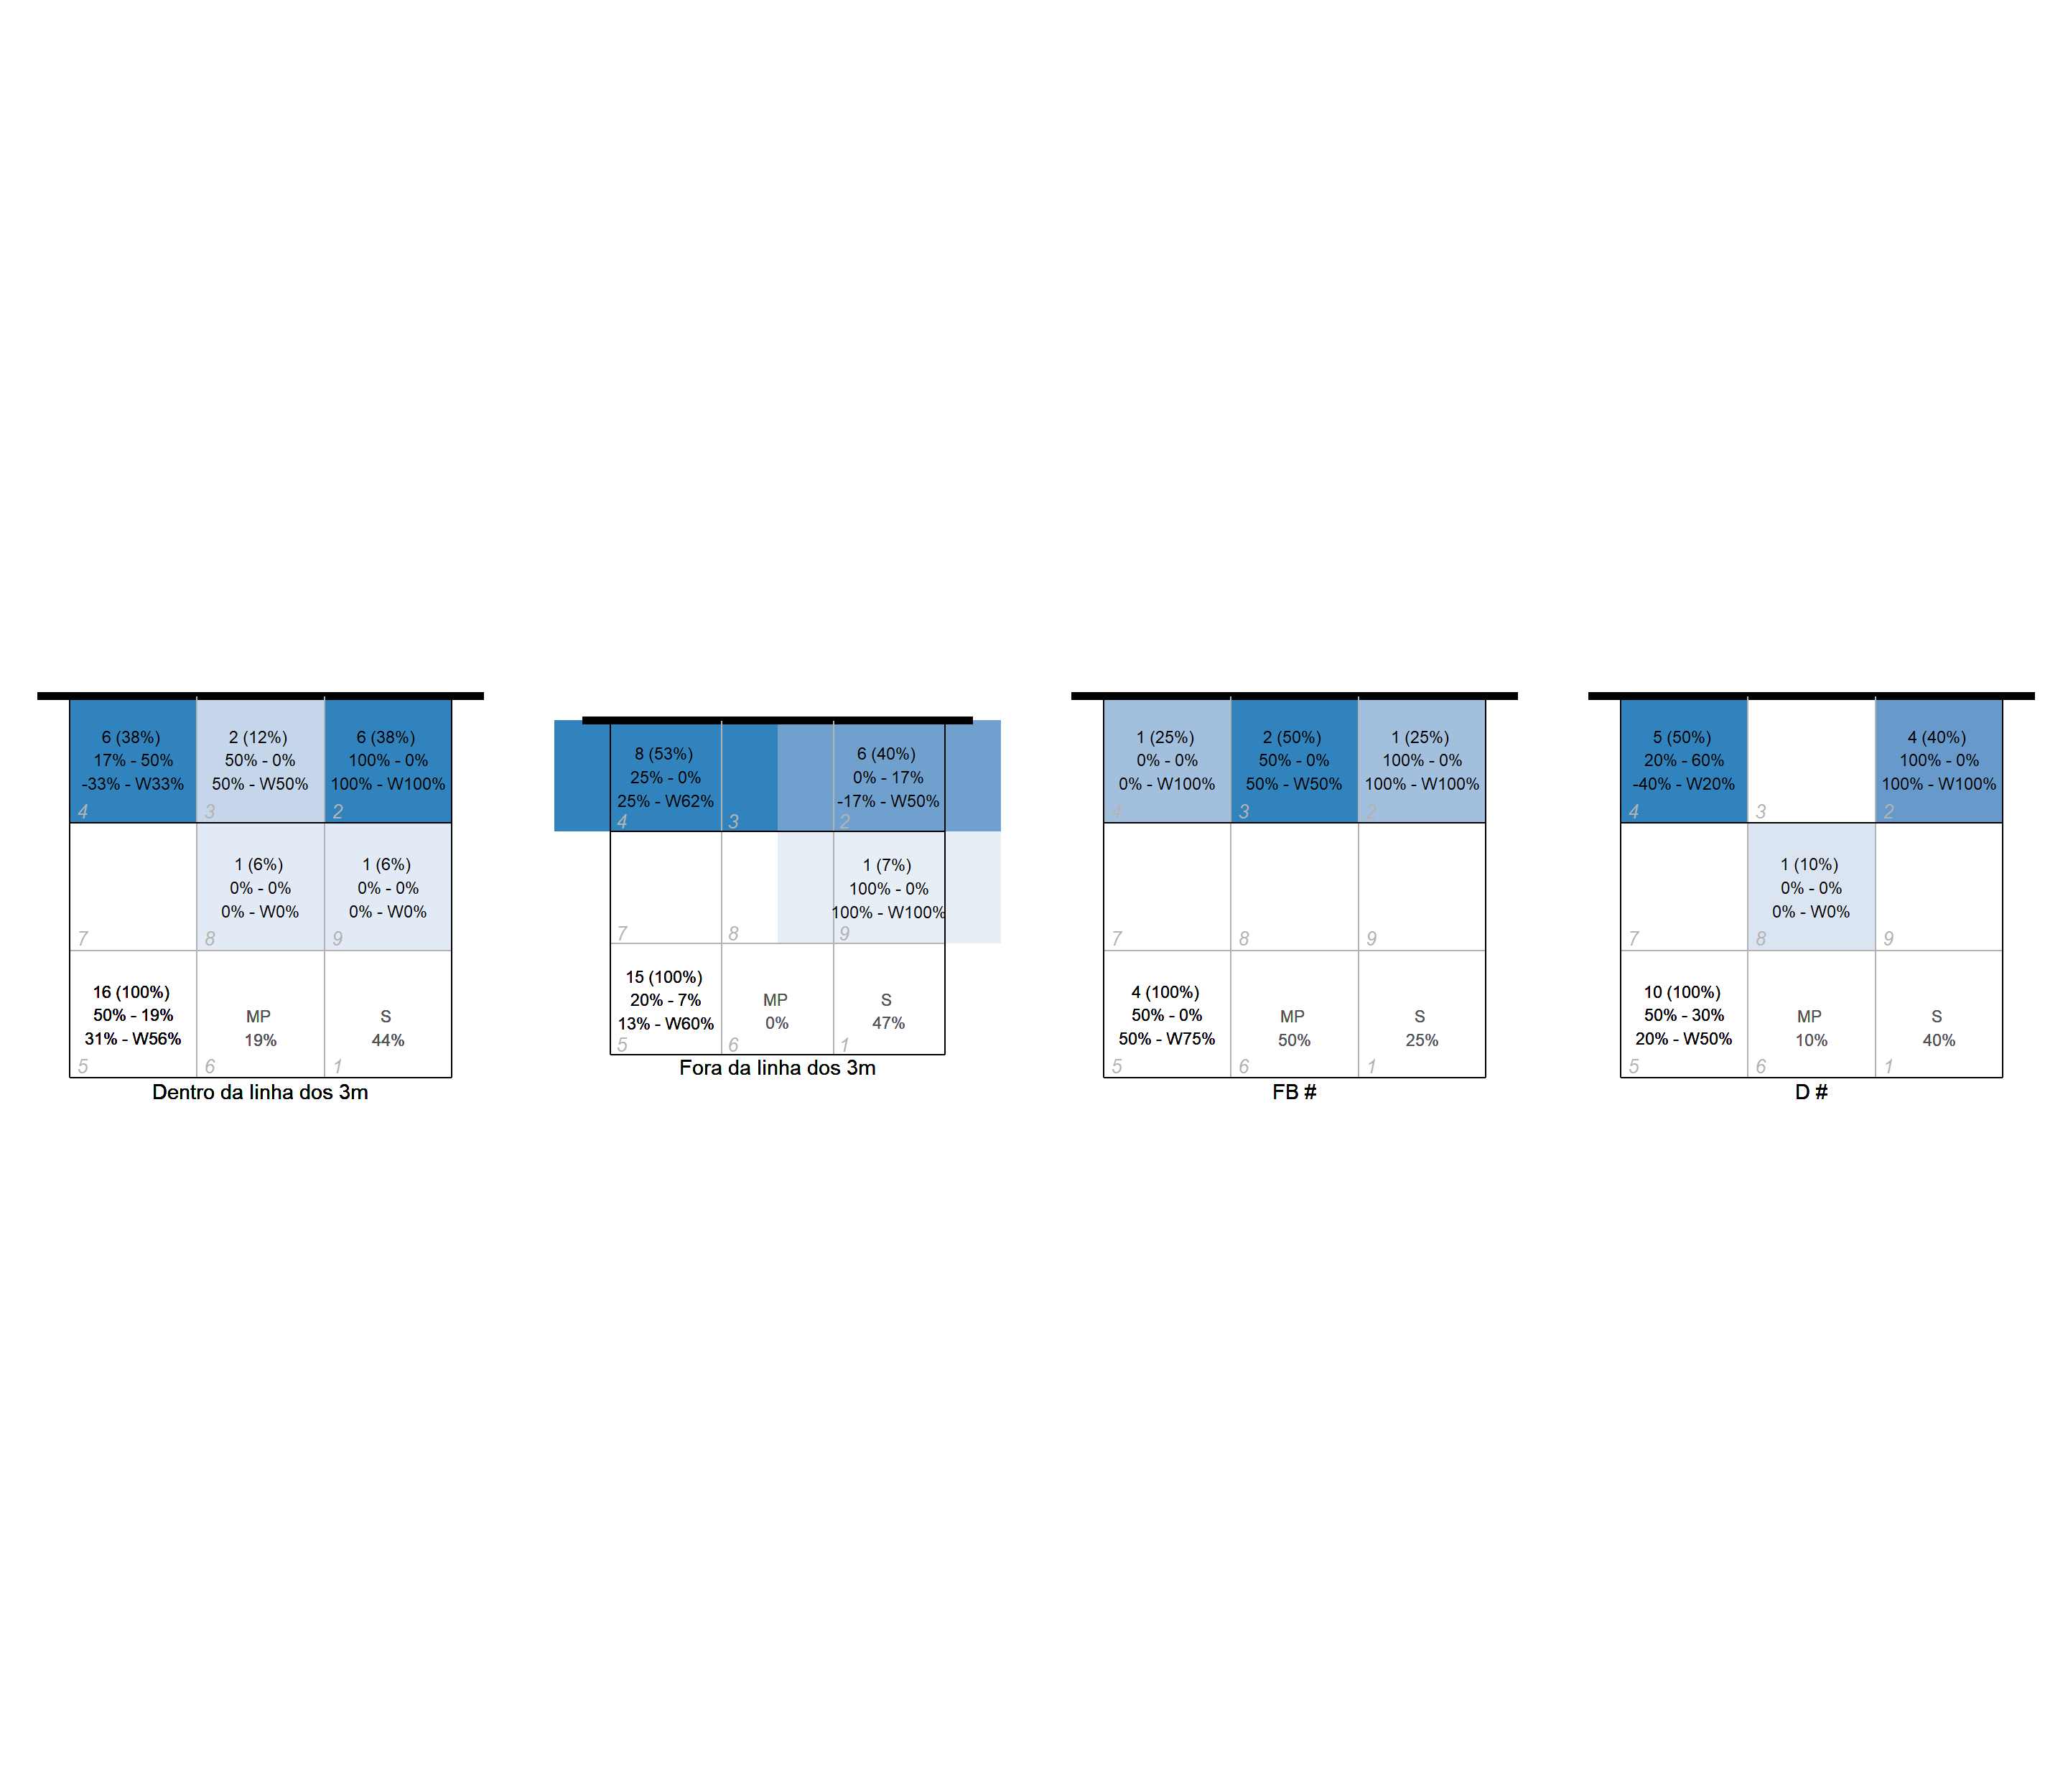 6 (38%)
17% - 50%
-33% - W33%
4
2 (12%)
50% - 0%
50% - W50%
3
6 (38%)
100% - 0%
100% - W100%
2
7
1 (6%)
0% - 0%
0% - W0%
8
1 (6%)
0% - 0%
0% - W0%
9
16 (100%)
50% - 19%
31% - W56%
5
MP
19%
6
S
44%
1
Dentro da linha dos 3m
8 (53%)
25% - 0%
25% - W62%
4
3
6 (40%)
0% - 17%
-17% - W50%
2
7
8
1 (7%)
100% - 0%
100% - W100%
9
15 (100%)
20% - 7%
13% - W60%
5
MP
0%
6
S
47%
1
Fora da linha dos 3m
1 (25%)
0% - 0%
0% - W100%
4
2 (50%)
50% - 0%
50% - W50%
3
1 (25%)
100% - 0%
100% - W100%
2
7
8
9
4 (100%)
50% - 0%
50% - W75%
5
MP
50%
6
S
25%
1
FB #
5 (50%)
20% - 60%
-40% - W20%
4
3
4 (40%)
100% - 0%
100% - W100%
2
7
1 (10%)
0% - 0%
0% - W0%
8
9
10 (100%)
50% - 30%
20% - W50%
5
MP
10%
6
S
40%
1
D #